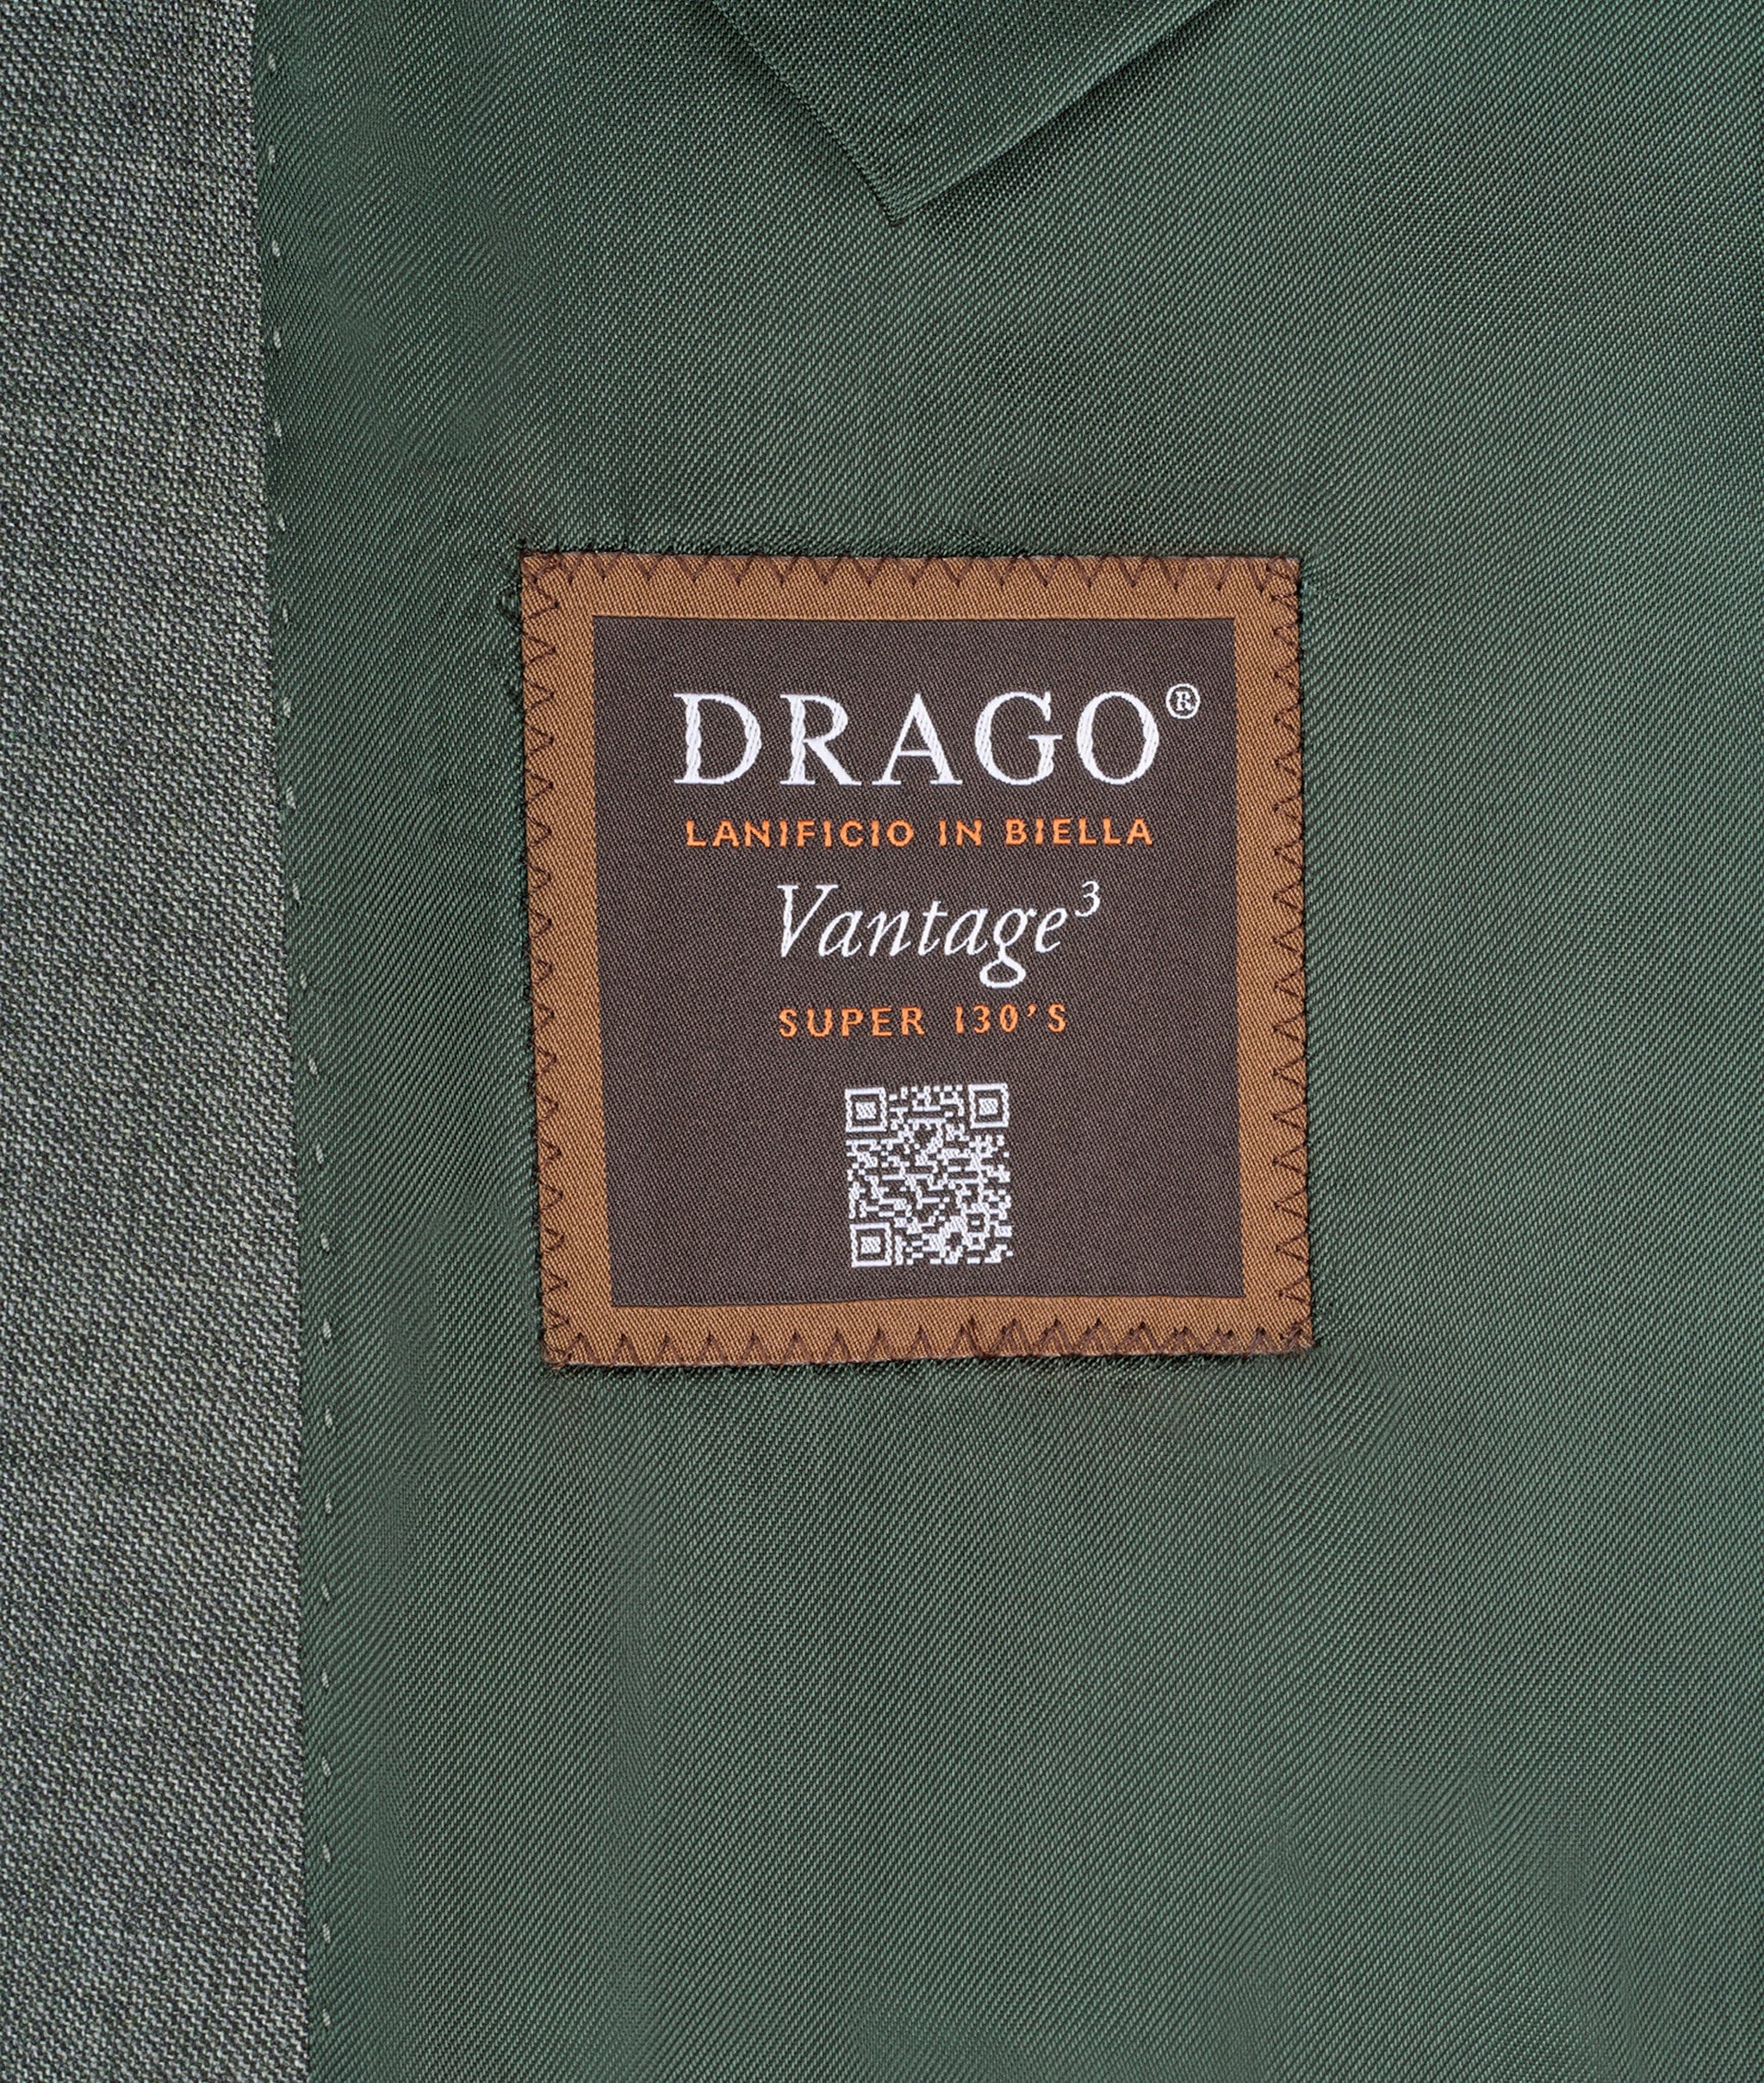 DRAGO®
LANIFICIO IN BIELLA
Vantage³
SUPER 130'S